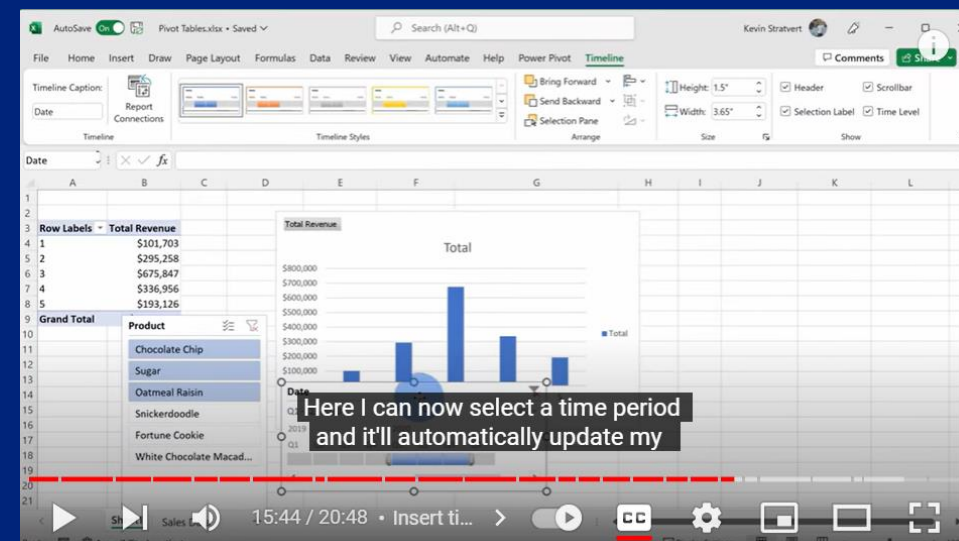 AutoSave On Pivot Tables.xlsx • Saved Search (Alt+Q) Kevin Stratvert
File Home Insert Draw Page Layout Formulas Data Review View Automate Help Power Pivot Timeline Comments
Timeline Caption:
Date
Report
Connections
Timeline
Timeline Styles
Bring Forward
Send Backward
Selection Pane
Arrange
Height: 1.5"
Width: 3.65"
Size
Header Scrollbar
Selection Label Time Level
Show
Date fx
A B C D E F G H I J K L
1
2
3 Row Labels Total Revenue
4 1 $101,703
5 2 $295,258
6 3 $675,847
7 4 $336,956
8 5 $193,126
9 Grand Total
10
11
12
13
14
15
16
17
18
19
20
21
Product
Chocolate Chip
Sugar
Oatmeal Raisin
Snickerdoodle
Fortune Cookie
White Chocolate Macad...
Total Revenue
Total
$800,000
$700,000
$600,000
$500,000
$400,000
$300,000
$200,000
$100,000
Total
Date
2019
Q1
Here I can now select a time period
and it'll automatically update my
15:44 / 20:48 • Insert ti...
CC